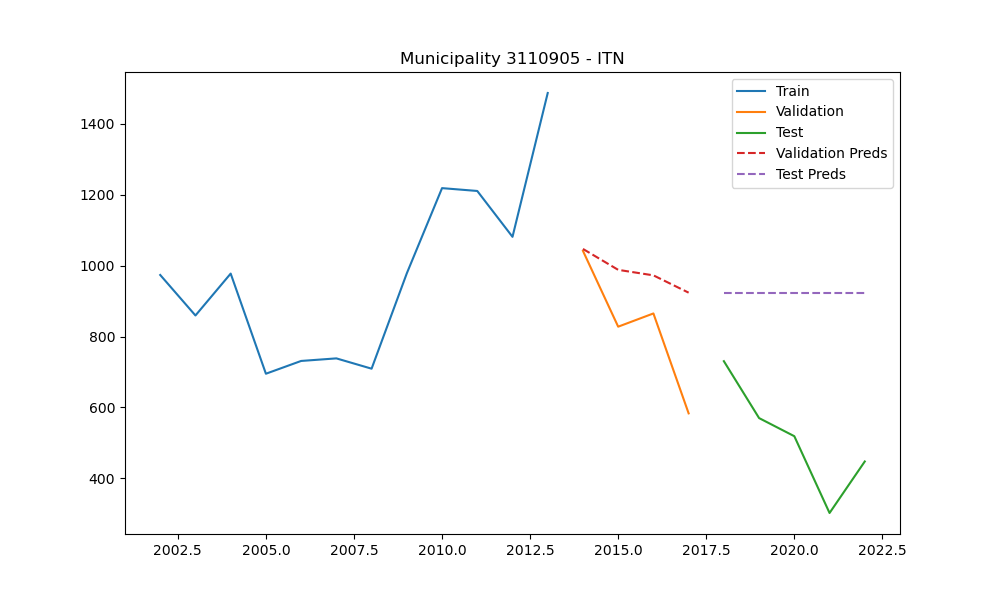 Municipality 3110905 - ITN
Train
Validation
Test
Validation Preds
Test Preds
1400
1200
1000
800
600
400
2002.5 2005.0 2007.5 2010.0 2012.5 2015.0 2017.5 2020.0 2022.5